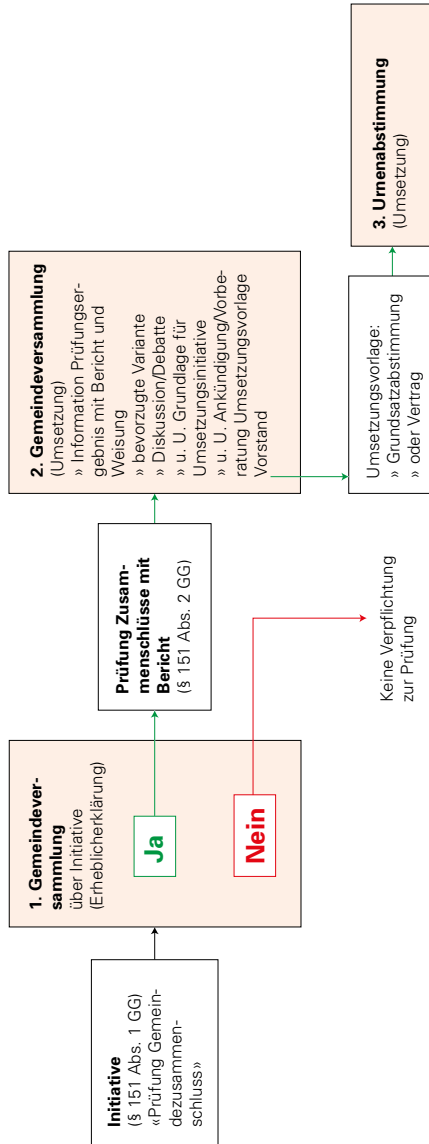 Initiative
(§ 151 Abs. 1 GG)
«Prüfung Gemein-
dezusammen-
schluss»
1. Gemeindever-
sammlung
über Initiative
(Erheblicherklärung)
Ja
Nein
Prüfung Zusam-
menschlüsse mit
Bericht
(§ 151 Abs. 2 GG)
Keine Verpflichtung
zur Prüfung
2. Gemeindeversammlung
(Umsetzung)
» Information Prüfungser-
gebnis mit Bericht und
Weisung
» bevorzugte Variante
» Diskussion/Debatte
» u. U. Grundlage für
Umsetzungsinitiative
» u. U. Ankündigung/Vorbe-
ratung Umsetzungsvorlage
Vorstand
Umsetzungsvorlage:
» Grundsatzabstimmung
» oder Vertrag
3. Urnenabstimmung
(Umsetzung)